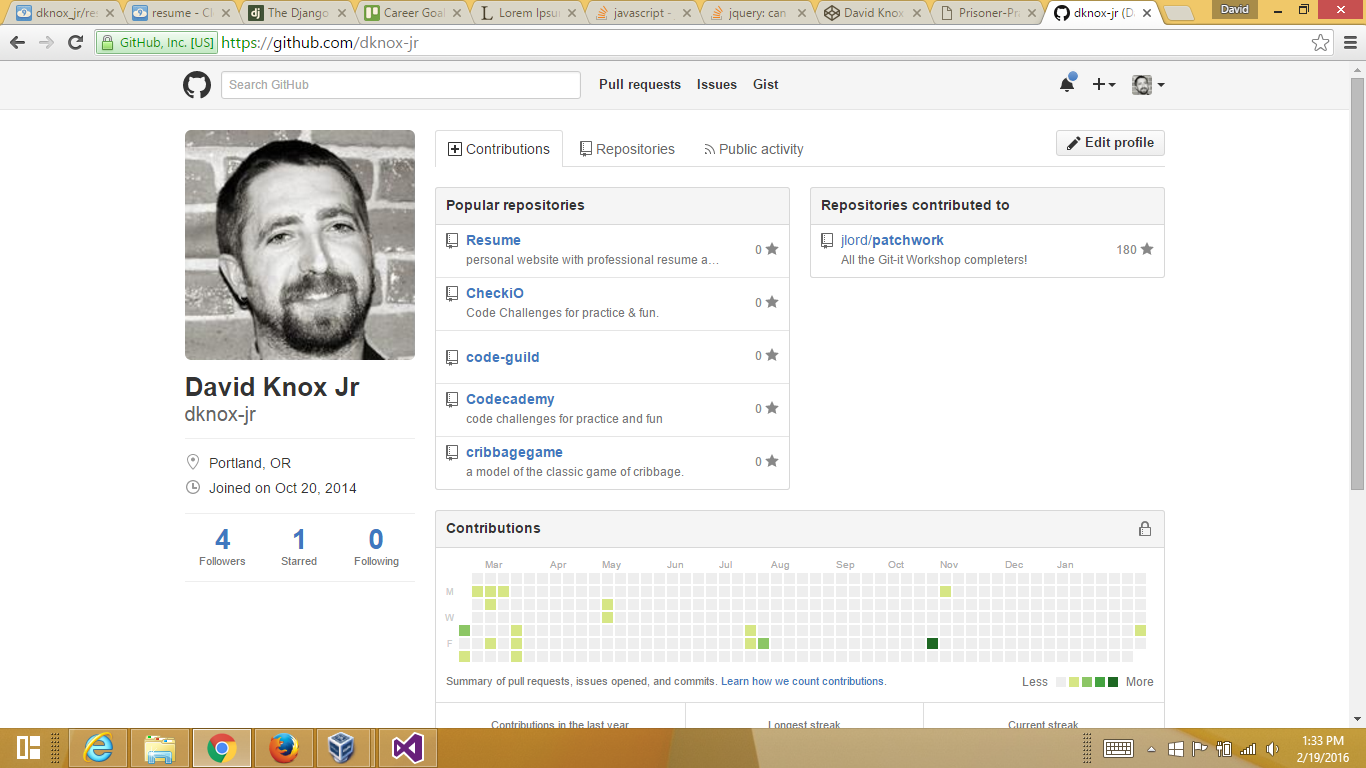 dknox_jr/res
resume - Cl
The Django
Career Goal
Lorem Ipsu
javascript -
jquery: can
David Knox
Prisoner-Pr
dknox-jr (D
David
GitHub, Inc. [US] https://github.com/dknox-jr
Search GitHub
Pull requests Issues Gist
Contributions Repositories Public activity
Edit profile
David Knox Jr
dknox-jr
Portland, OR
Joined on Oct 20, 2014
4 1 0
Followers Starred Following
Popular repositories
Resume
personal website with professional resume a…
0
CheckiO
Code Challenges for practice & fun.
0
code-guild
0
Codecademy
code challenges for practice and fun
0
cribbagegame
a model of the classic game of cribbage.
0
Repositories contributed to
jlord/patchwork
All the Git-it Workshop completers!
180
Contributions
Mar Apr May Jun Jul Aug Sep Oct Nov Dec Jan
M
W
F
Summary of pull requests, issues opened, and commits. Learn how we count contributions.
Less More
Contributions in the last year Longest streak Current streak
1:33 PM
2/19/2016